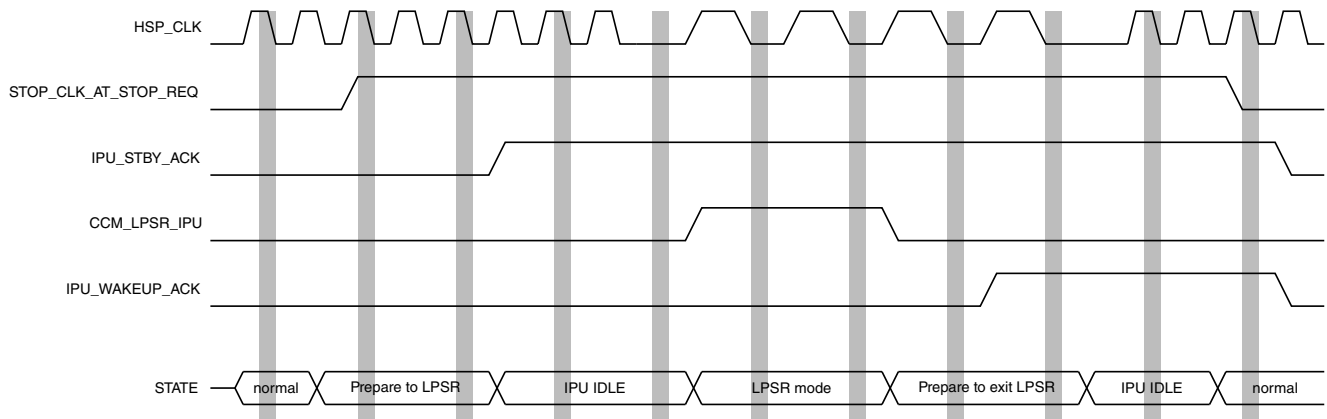 HSP_CLK
STOP_CLK_AT_STOP_REQ
IPU_STBY_ACK
CCM_LPSR_IPU
IPU_WAKEUP_ACK
STATE normal Prepare to LPSR IPU IDLE LPSR mode Prepare to exit LPSR IPU IDLE normal